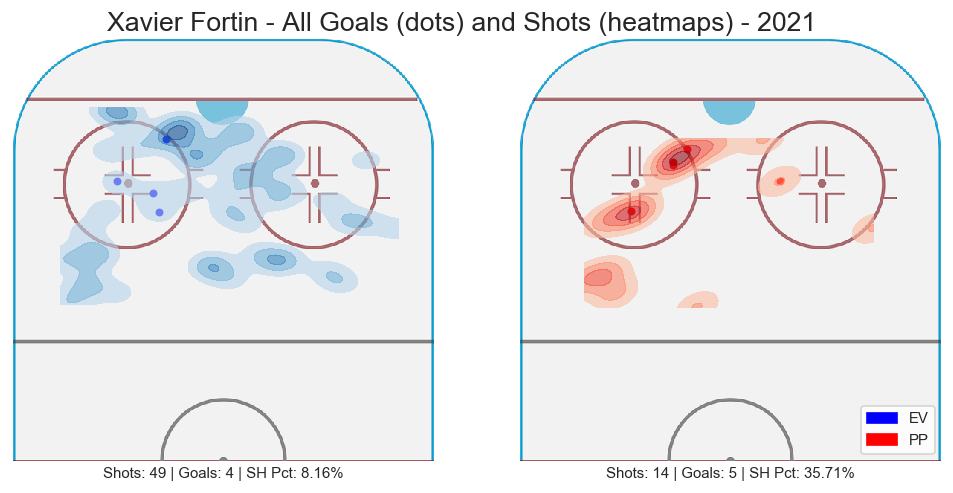 Xavier Fortin - All Goals (dots) and Shots (heatmaps) - 2021
EV
PP
Shots: 49 | Goals: 4 | SH Pct: 8.16%
Shots: 14 | Goals: 5 | SH Pct: 35.71%